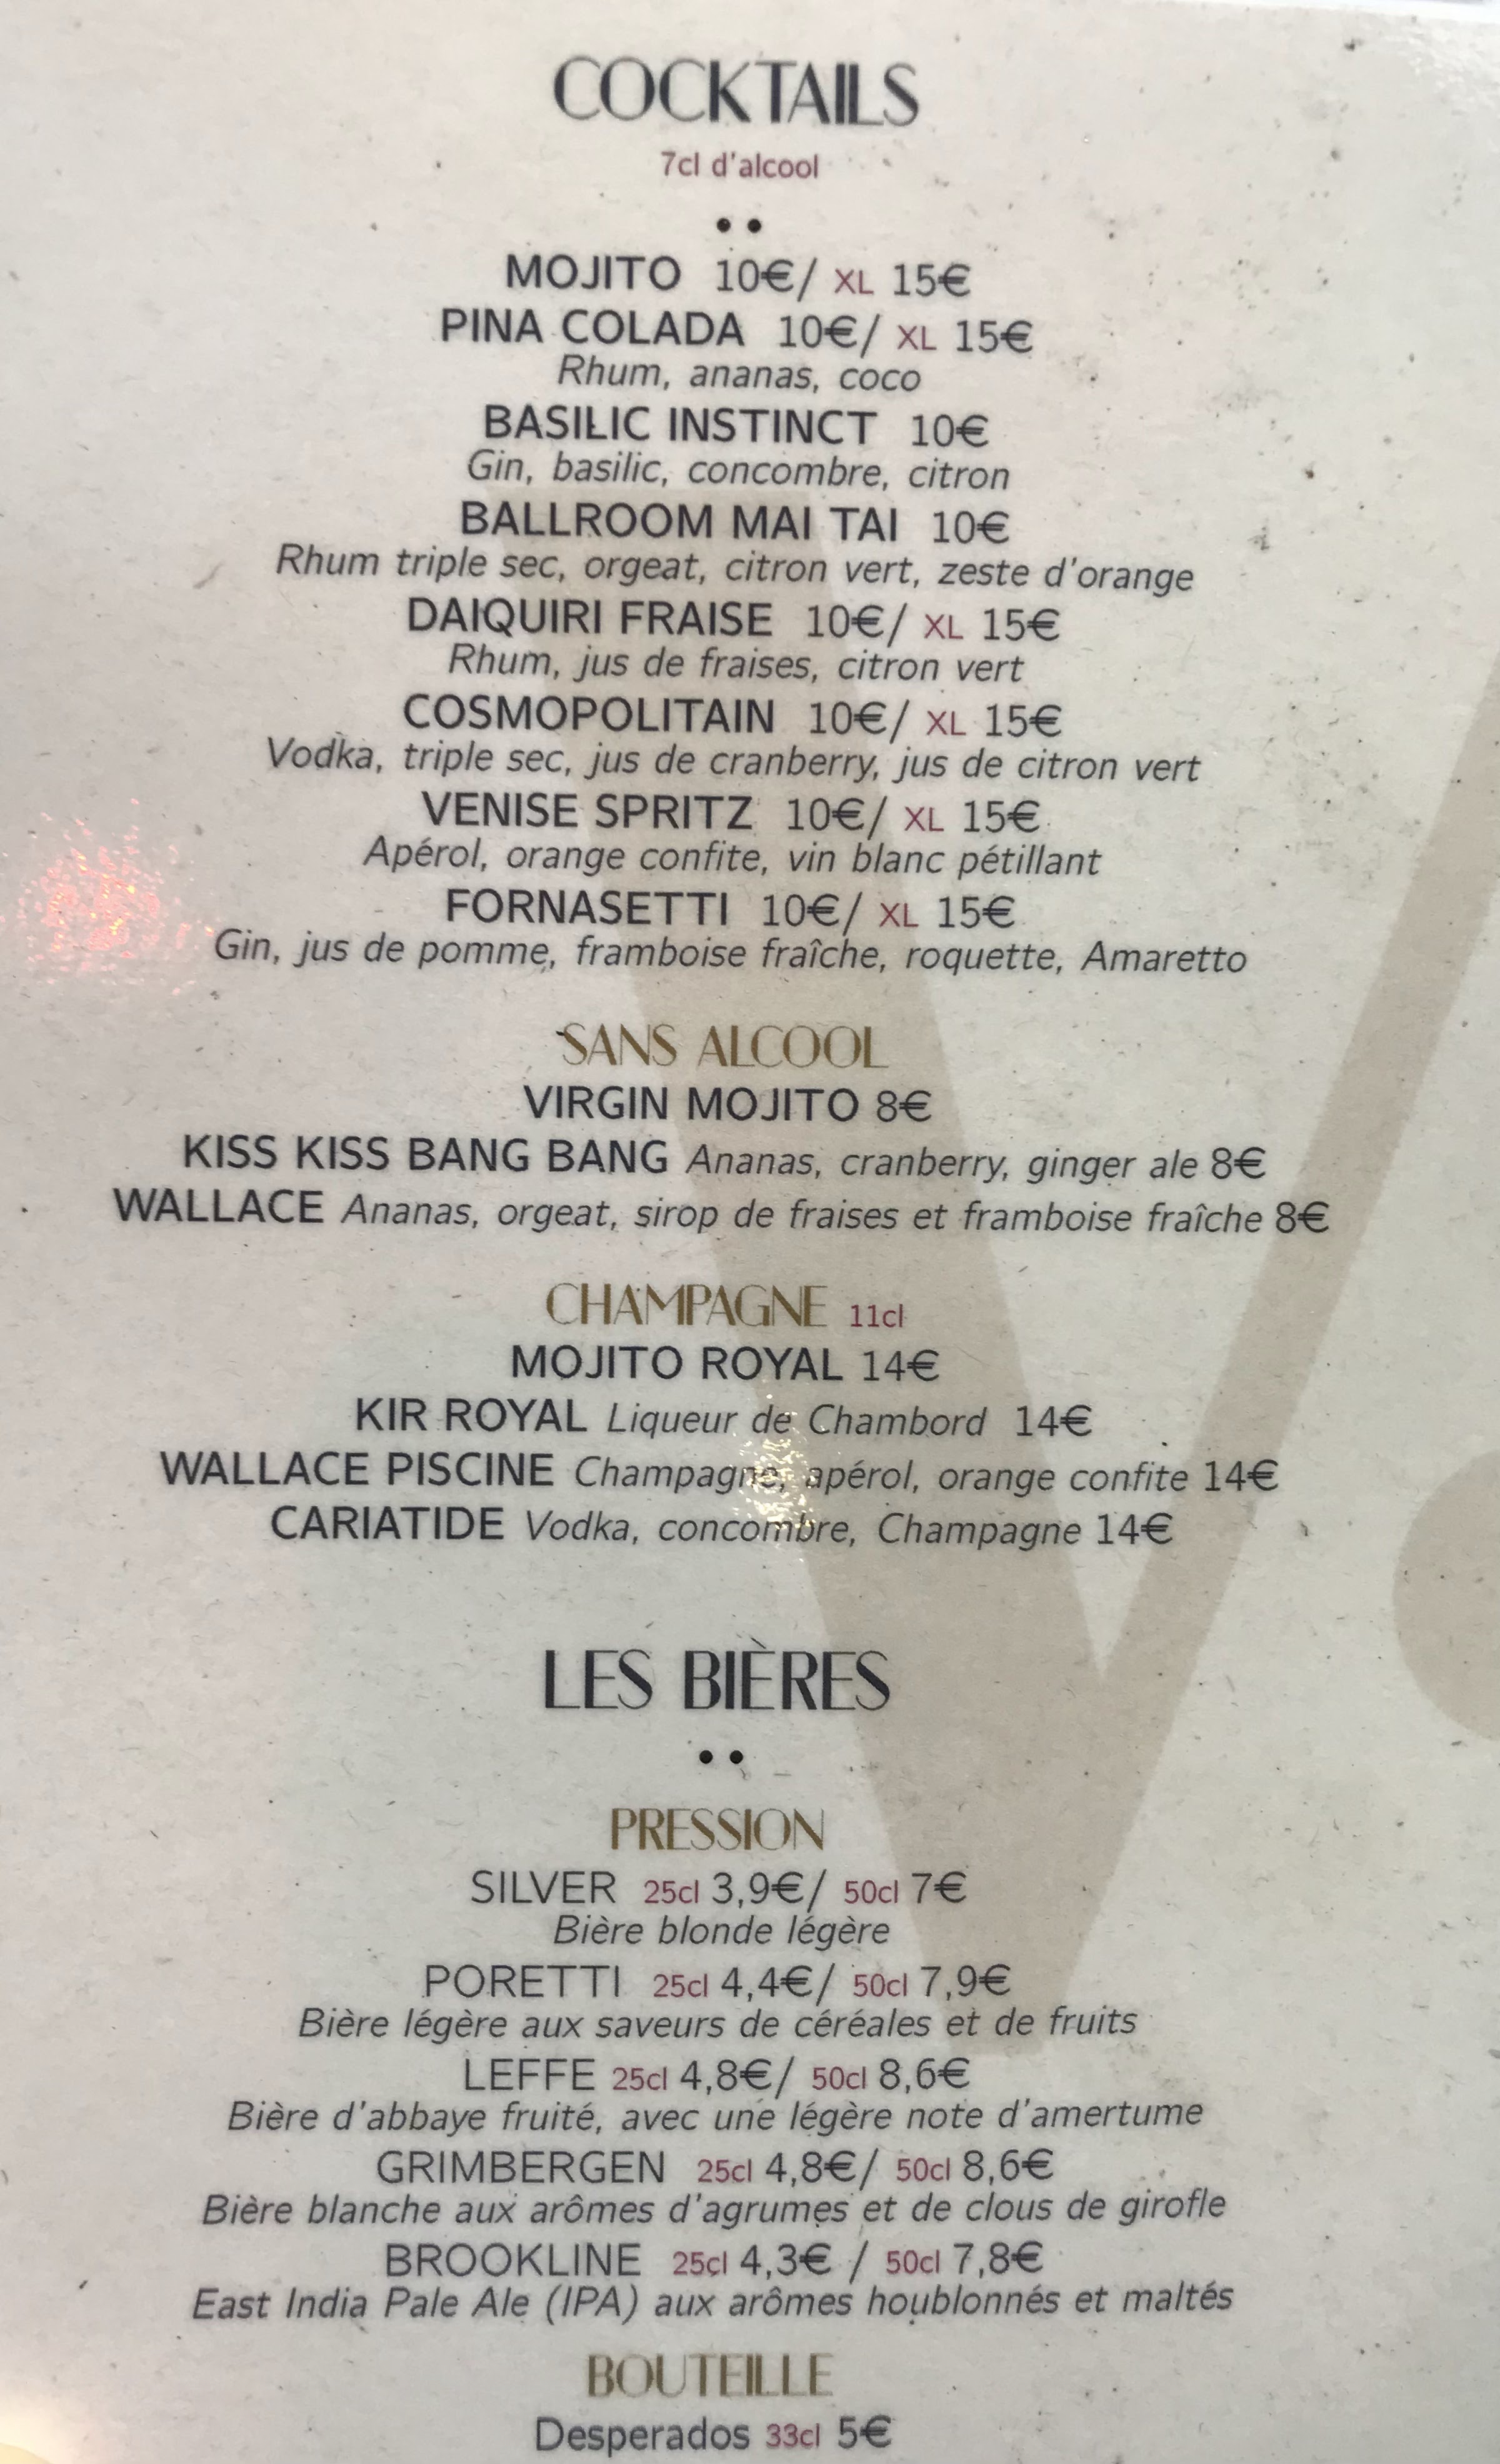 COCKTAILS
7cl d'alcool
MOJITO 10€/ XL 15€
PINA COLADA 10€/ XL 15€
Rhum, ananas, coco
BASILIC INSTINCT 10€
Gin, basilic, concombre, citron
BALLROOM MAI TAI 10€
Rhum triple sec, orgeat, citron vert, zeste d'orange
DAIQUIRI FRAISE 10€/ XL 15€
Rhum, jus de fraises, citron vert
COSMOPOLITAIN 10€/ XL 15€
Vodka, triple sec, jus de cranberry, jus de citron vert
VENISE SPRITZ 10€/ XL 15€
Apérol, orange confite, vin blanc pétillant
FORNASETTI 10€/ XL 15€
Gin, jus de pomme, framboise fraîche, roquette, Amaretto
SANS ALCOOL
VIRGIN MOJITO 8€
KISS KISS BANG BANG Ananas, cranberry, ginger ale 8€
WALLACE Ananas, orgeat, sirop de fraises et framboise fraîche 8€
CHAMPAGNE 11cl
MOJITO ROYAL 14€
KIR ROYAL Liqueur de Chambord 14€
WALLACE PISCINE Champagne, apérol, orange confite 14€
CARIATIDE Vodka, concombre, Champagne 14€
LES BIÈRES
PRESSION
SILVER 25cl 3,9€/ 50cl 7€
Bière blonde légère
PORETTI 25cl 4,4€/ 50cl 7,9€
Bière légère aux saveurs de céréales et de fruits
LEFFE 25cl 4,8€/ 50cl 8,6€
Bière d'abbaye fruité, avec une légère note d'amertume
GRIMBERGEN 25cl 4,8€/ 50cl 8,6€
Bière blanche aux arômes d'agrumes et de clous de girofle
BROOKLINE 25cl 4,3€ / 50cl 7,8€
East India Pale Ale (IPA) aux arômes houblonnés et maltés
BOUTEILLE
Desperados 33cl 5€